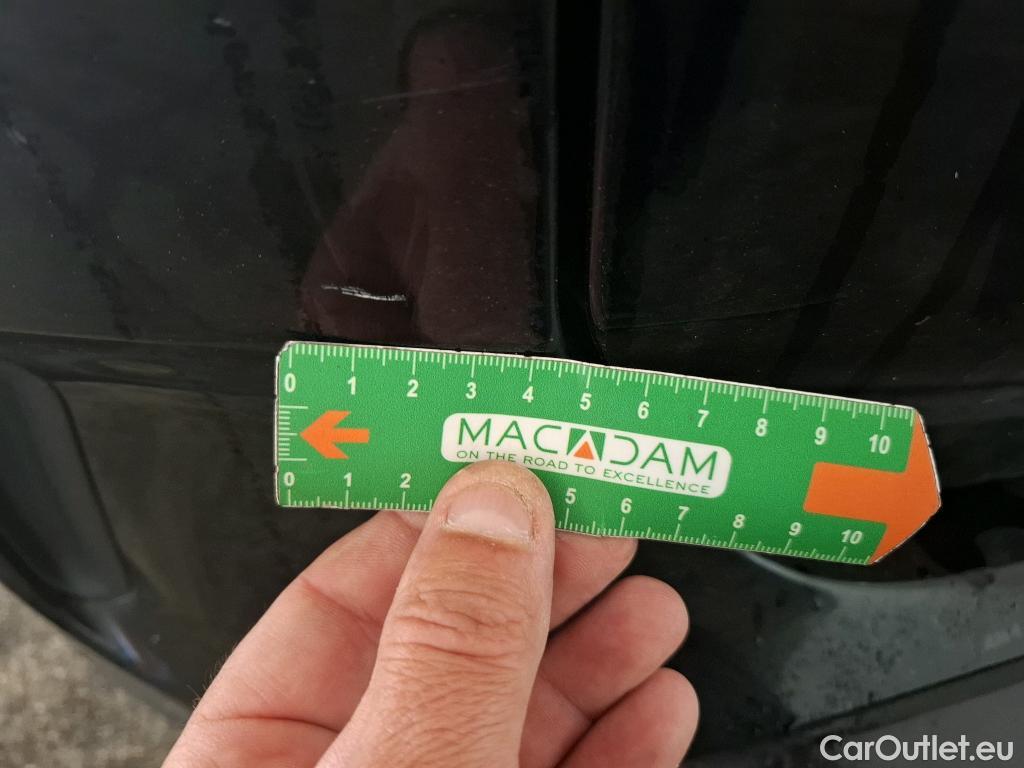 0 1 2 3 4 5 6 7 8 9 10
MACADAM
ON THE ROAD TO EXCELLENCE
0 1 2 5 6 7 8 9 10
CarOutlet.eu